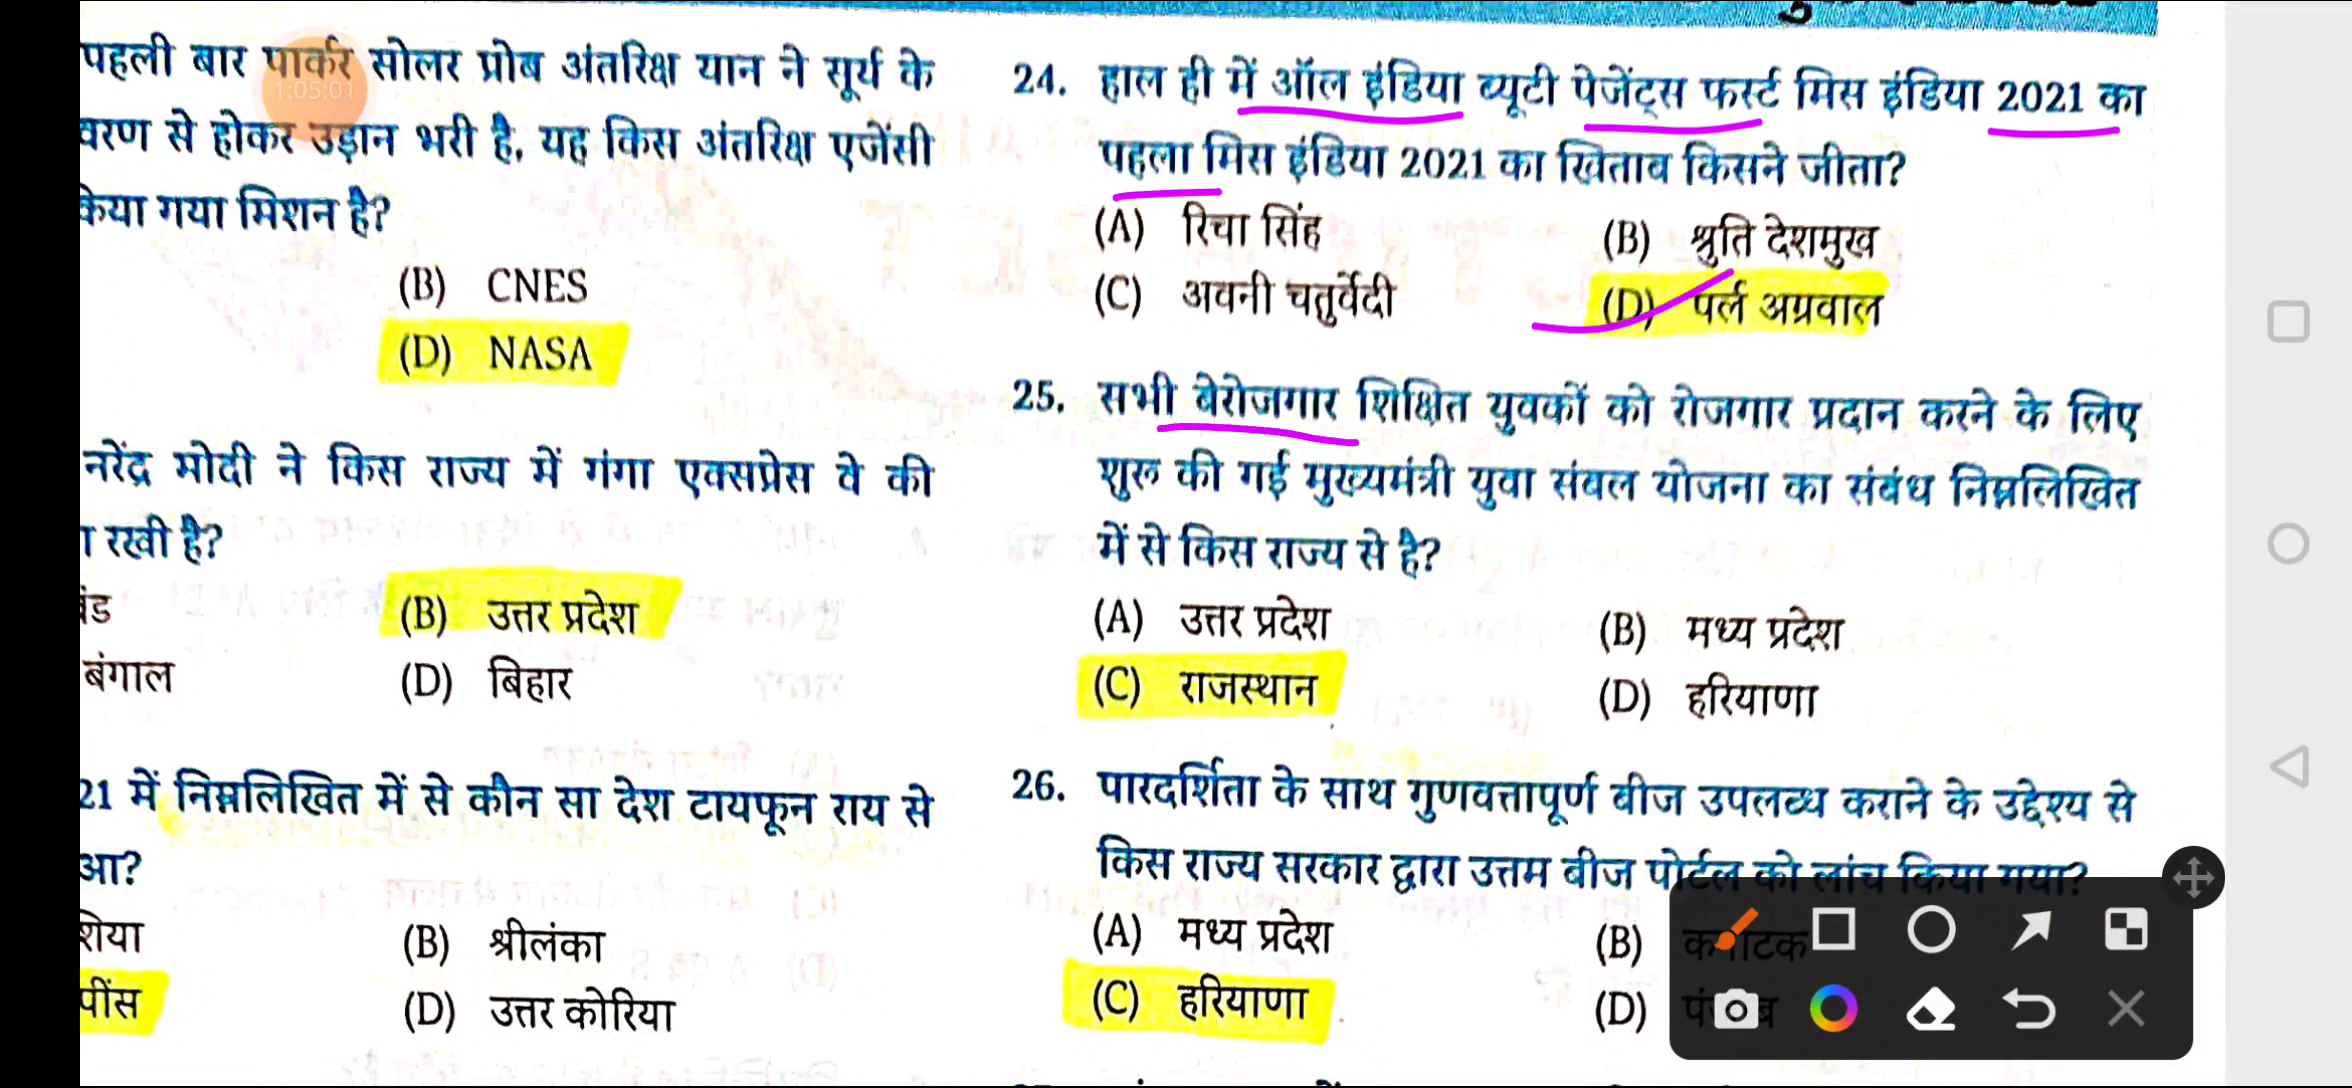 पहली बार पार्कर सोलर प्रोब अंतरिक्ष यान ने सूर्य के
वरण से होकर उड़ान भरी है, यह किस अंतरिक्ष एजेंसी
केया गया मिशन है?
(B) CNES
(D) NASA
नरेंद्र मोदी ने किस राज्य में गंगा एक्सप्रेस वे की
रखी है?
(B) उत्तर प्रदेश
बंगाल
(D) बिहार
21 में निम्नलिखित में से कौन सा देश टायफून राय से
आ?
शिया
(B) श्रीलंका
पींस
(D) उत्तर कोरिया
1:05:01
24. हाल ही में ऑल इंडिया ब्यूटी पेजेंट्स फर्स्ट मिस इंडिया 2021 का
पहला मिस इंडिया 2021 का खिताब किसने जीता?
(A) रिचा सिंह
(B) श्रुति देशमुख
(C) अवनी चतुर्वेदी
(D) पर्ल अग्रवाल
25. सभी बेरोजगार शिक्षित युवकों को रोजगार प्रदान करने के लिए
शुरू की गई मुख्यमंत्री युवा संबल योजना का संबंध निम्नलिखित
में से किस राज्य से है?
(A) उत्तर प्रदेश
(B) मध्य प्रदेश
(C) राजस्थान
(D) हरियाणा
26. पारदर्शिता के साथ गुणवत्तापूर्ण बीज उपलब्ध कराने के उद्देश्य से
किस राज्य सरकार द्वारा उत्तम बीज पोर्टल को लांच किया गया?
(A) मध्य प्रदेश
(B)
(C) हरियाणा
(D)